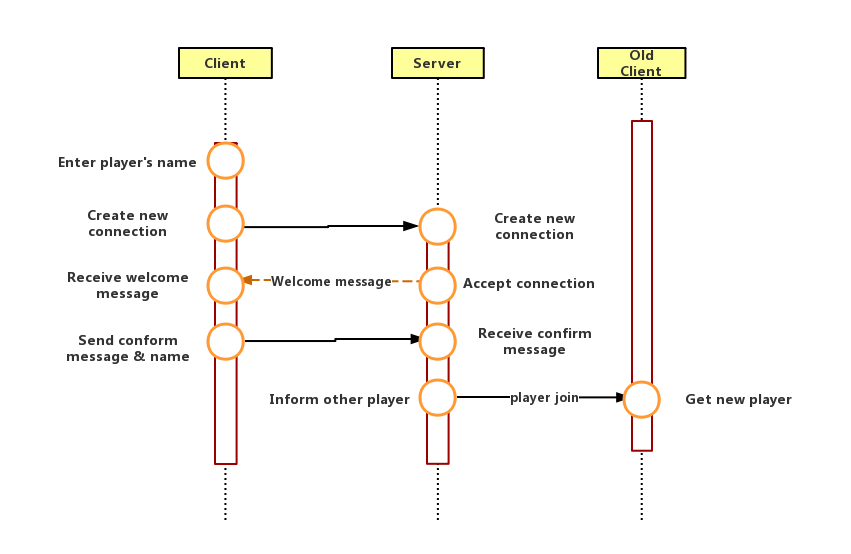 Client
Server
Old
Client
Enter player's name
Create new
connection
Create new
connection
Receive welcome
message
Welcome message
Accept connection
Send conform
message & name
Receive confirm
message
Inform other player
player join
Get new player